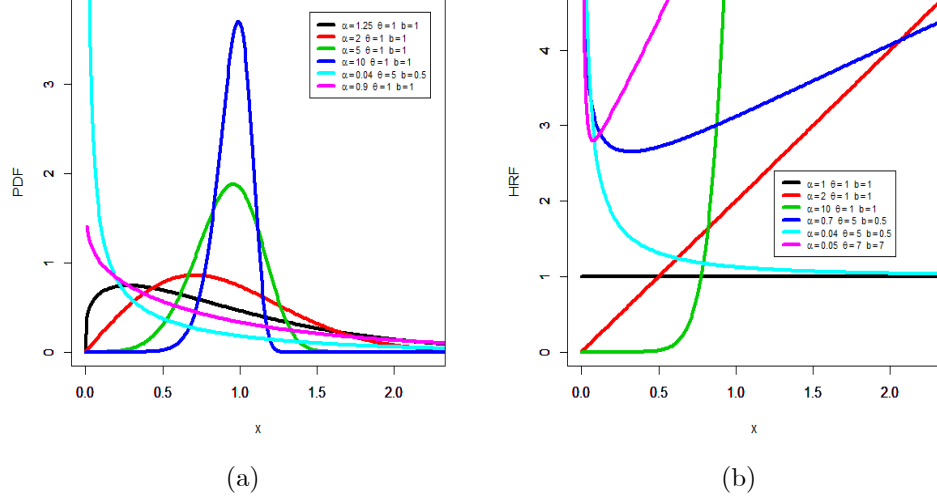 α=1.25 θ=1 b=1
α=2 θ=1 b=1
α=5 θ=1 b=1
α=10 θ=1 b=1
α=0.04 θ=5 b=0.5
α=0.9 θ=1 b=1
PDF
3
2
1
0
0.0 0.5 1.0 1.5 2.0
x
(a)
HRF
4
3
2
1
0
α=1 θ=1 b=1
α=2 θ=1 b=1
α=10 θ=1 b=1
α=0.7 θ=5 b=0.5
α=0.04 θ=5 b=0.5
α=0.05 θ=7 b=7
0.0 0.5 1.0 1.5 2.0
x
(b)